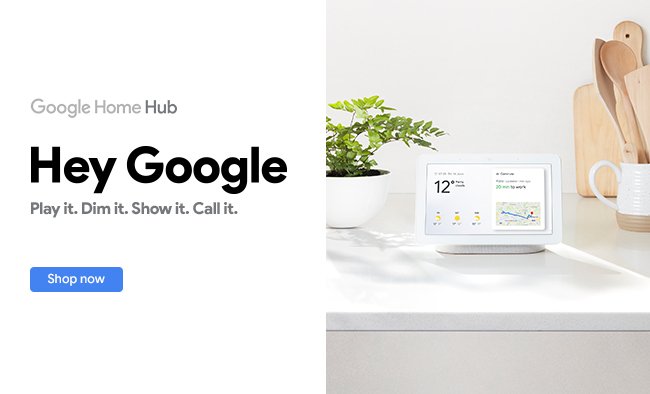 Google Home Hub
Hey Google
Play it. Dim it. Show it. Call it.
Shop now
12°
20 min to work